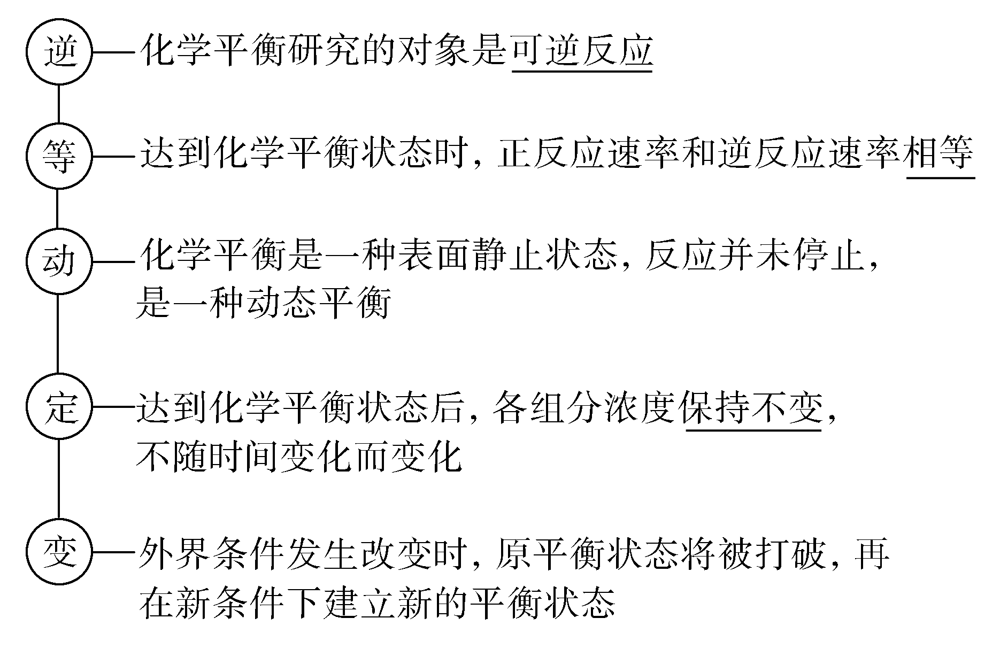 逆 化学平衡研究的对象是可逆反应
等 达到化学平衡状态时,正反应速率和逆反应速率相等
动 化学平衡是一种表面静止状态,反应并未停止,
是一种动态平衡
定 达到化学平衡状态后,各组分浓度保持不变,
不随时间变化而变化
变 外界条件发生改变时,原平衡状态将被打破,再
在新条件下建立新的平衡状态